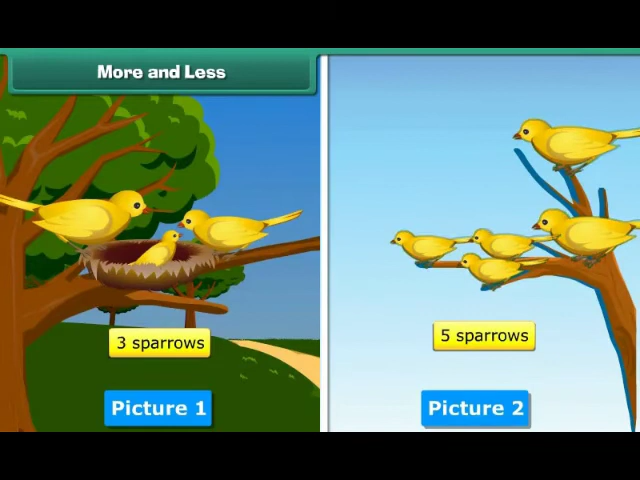 More and Less
3 sparrows
5 sparrows
Picture 1
Picture 2